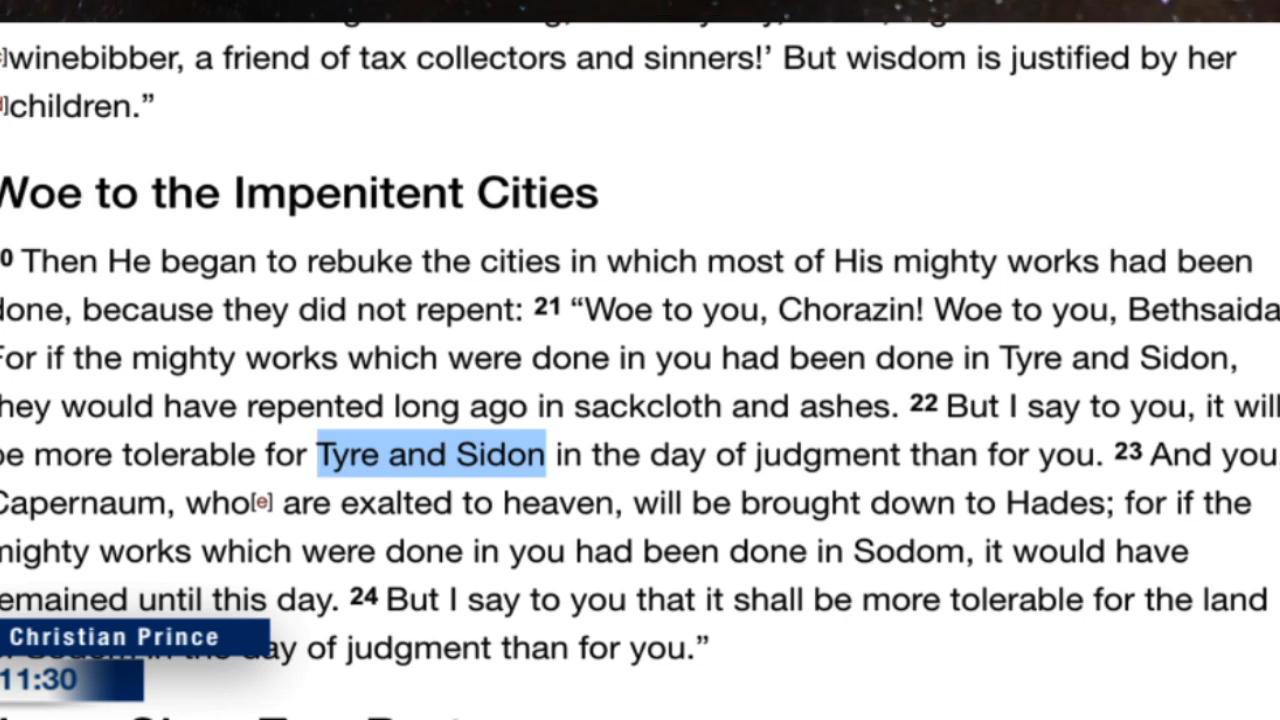 winebibber, a friend of tax collectors and sinners!’ But wisdom is justified by her
children.”
Woe to the Impenitent Cities
0 Then He began to rebuke the cities in which most of His mighty works had been
done, because they did not repent: 21 “Woe to you, Chorazin! Woe to you, Bethsaida
For if the mighty works which were done in you had been done in Tyre and Sidon,
they would have repented long ago in sackcloth and ashes. 22 But I say to you, it will
be more tolerable for Tyre and Sidon in the day of judgment than for you. 23 And you,
Capernaum, who[e] are exalted to heaven, will be brought down to Hades; for if the
mighty works which were done in you had been done in Sodom, it would have
remained until this day. 24 But I say to you that it shall be more tolerable for the land
in the day of judgment than for you.”
Christian Prince
11:30